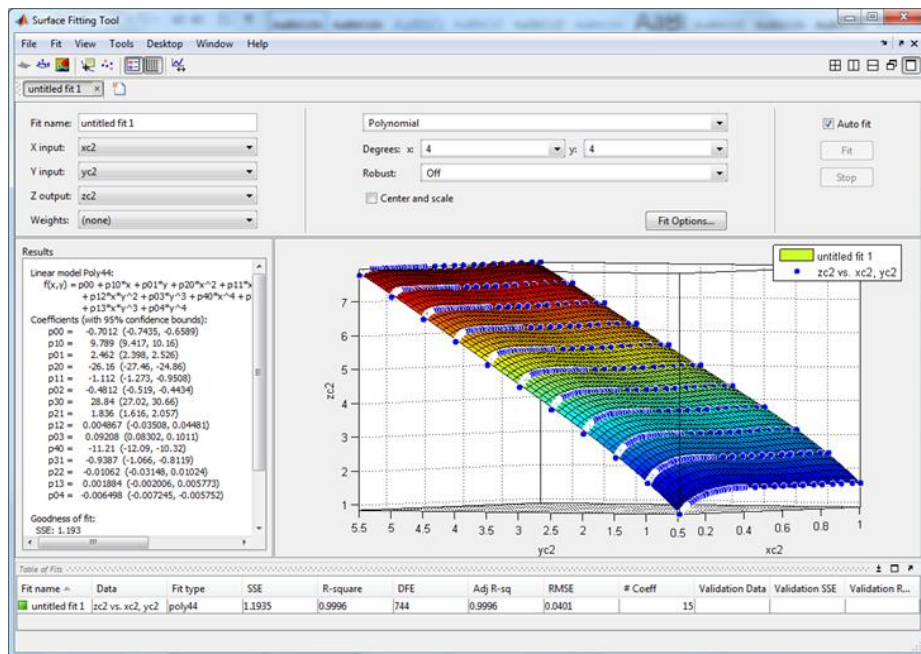 Surface Fitting Tool
File Fit View Tools Desktop Window Help
untitled fit 1
Fit name: untitled fit 1
X input: xc2
Y input: yc2
Z output: zc2
Weights: (none)
Polynomial
Degrees: x: 4 y: 4
Robust: Off
Center and scale
Fit Options...
Auto fit
Fit
Stop
Results
Linear model Poly44:
f(x,y) = p00 + p10*x + p01*y + p20*x^2 + p11*x
+ p12*x*y^2 + p03*y^3 + p40*x^4 + p
+ p13*x*y^3 + p04*y^4
Coefficients (with 95% confidence bounds):
p00 = -0.7012 (-0.7435, -0.6589)
p10 = 9.789 (9.417, 10.16)
p01 = 2.462 (2.398, 2.526)
p20 = -26.16 (-27.46, -24.86)
p11 = -1.112 (-1.273, -0.9508)
p02 = -0.4812 (-0.519, -0.4434)
p30 = 28.84 (27.02, 30.66)
p21 = 1.836 (1.616, 2.057)
p12 = 0.004867 (-0.03508, 0.04481)
p03 = 0.09208 (0.08302, 0.1011)
p40 = -11.21 (-12.09, -10.32)
p31 = -0.9387 (-1.066, -0.8119)
p22 = -0.01062 (-0.03148, 0.01024)
p13 = 0.001884 (-0.002006, 0.005773)
p04 = -0.006498 (-0.007245, -0.005752)
Goodness of fit:
SSE: 1.193
untitled fit 1
zc2 vs. xc2, yc2
7
6
5
4
3
2
1
zc2
5.5 5 4.5 4 3.5 3 2.5 2 1.5 1 0.5 0.2 0.4 0.6 0.8 1
yc2
xc2
Table of Fits
Fit name Data Fit type SSE R-square DFE Adj R-sq RMSE # Coeff Validation Data Validation SSE Validation R...
untitled fit 1 zc2 vs. xc2, yc2 poly44 1.1935 0.9996 744 0.9996 0.0401 15